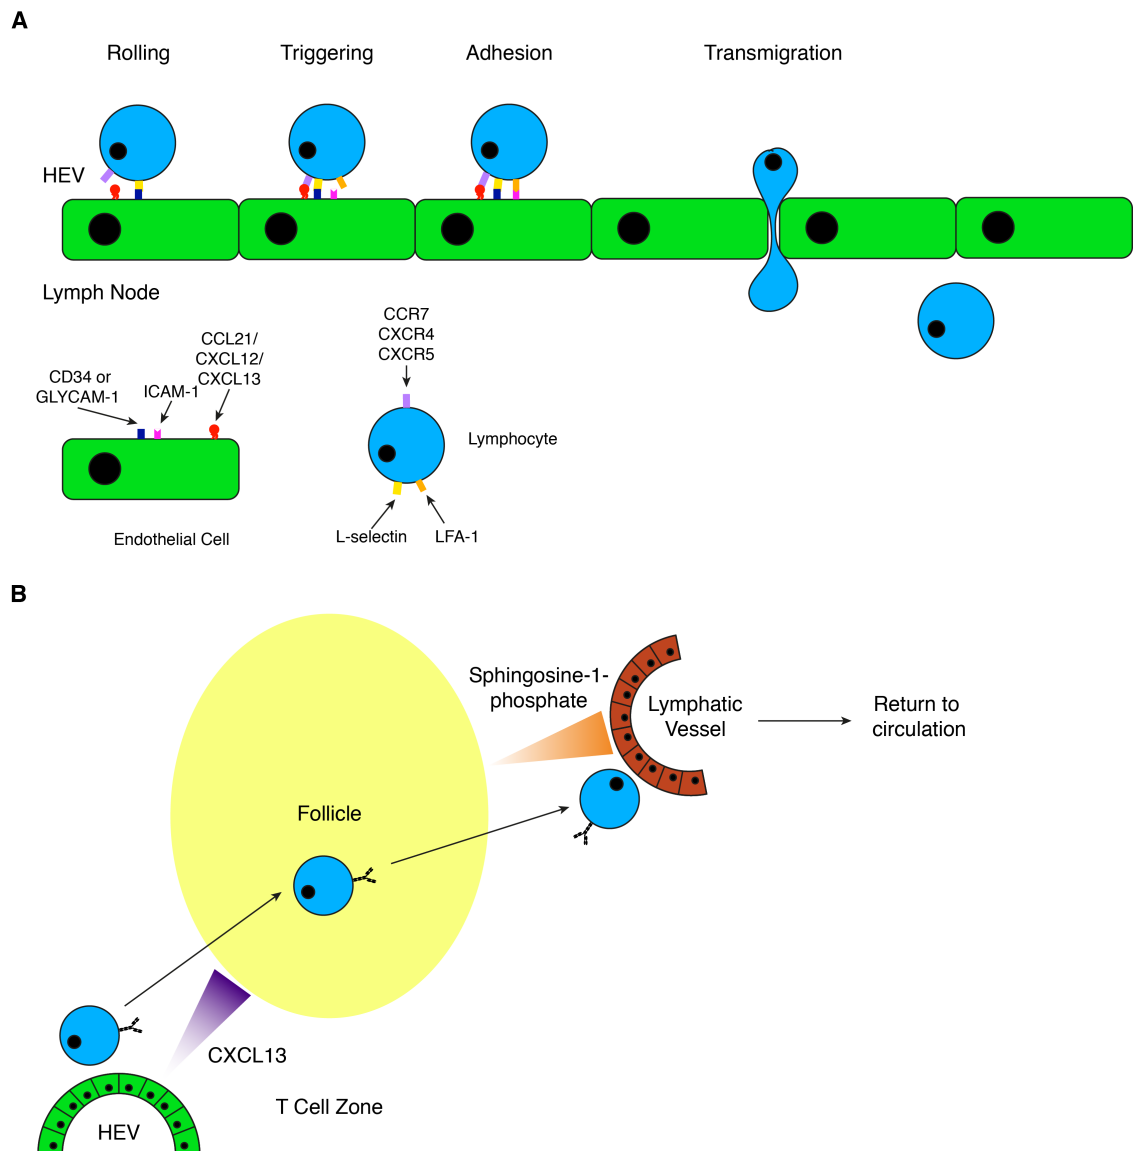 A
Rolling
Triggering
Adhesion
Transmigration
HEV
Lymph Node
CD34 or
GLYCAM-1
ICAM-1
CCL21/
CXCL12/
CXCL13
CCR7
CXCR4
CXCR5
Lymphocyte
Endothelial Cell
L-selectin
LFA-1
B
Sphingosine-1-
phosphate
Lymphatic
Vessel
Return to
circulation
Follicle
CXCL13
T Cell Zone
HEV